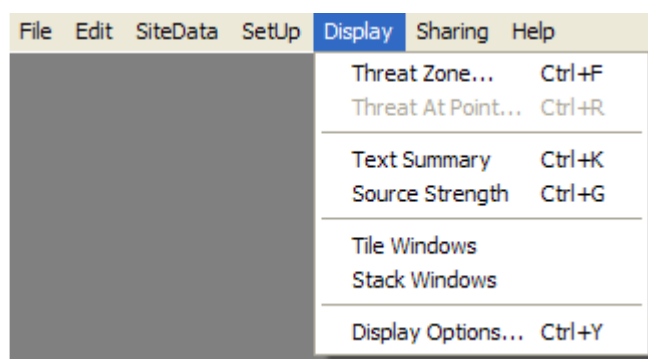 File Edit SiteData SetUp Display Sharing Help
Threat Zone... Ctrl+F
Threat At Point... Ctrl+R
Text Summary Ctrl+K
Source Strength Ctrl+G
Tile Windows
Stack Windows
Display Options... Ctrl+Y